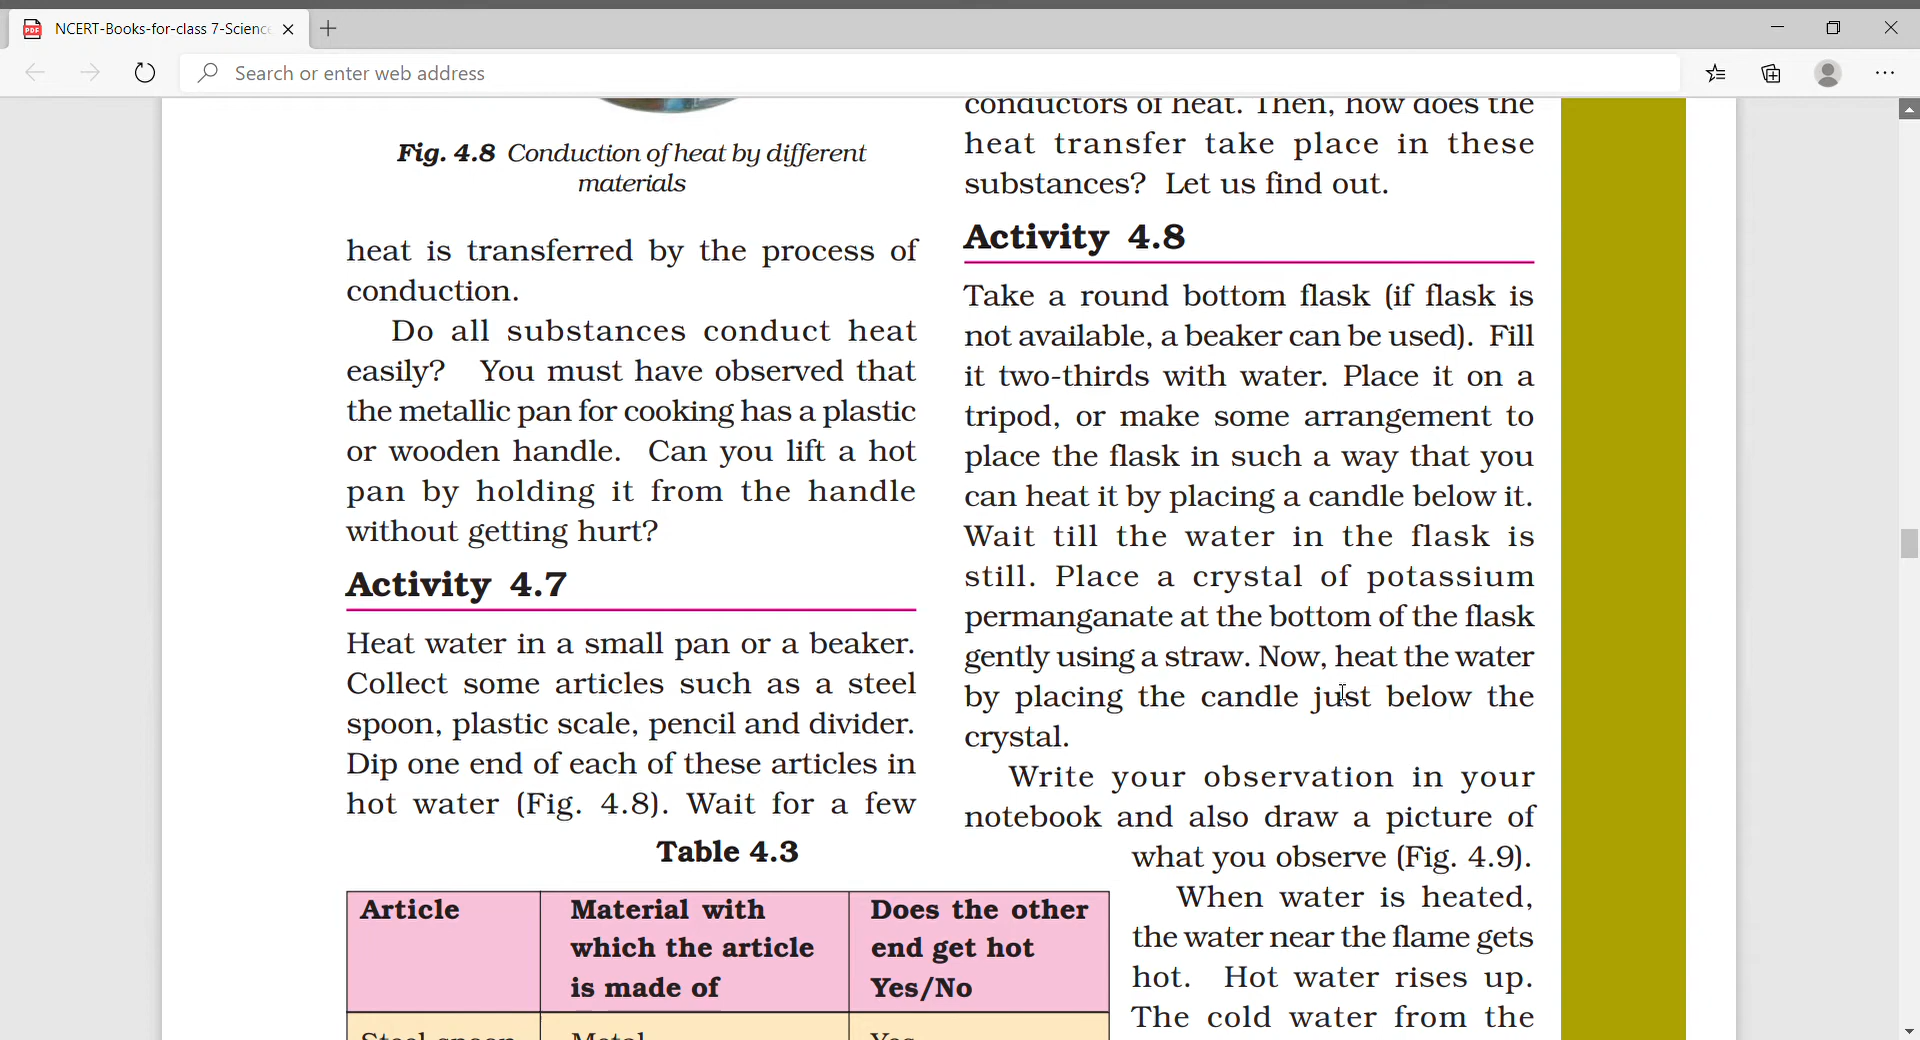 NCERT-Books-for-class 7-Science
Search or enter web address
Fig. 4.8 Conduction of heat by different
materials
heat is transferred by the process of
conduction.
Do all substances conduct heat
easily? You must have observed that
the metallic pan for cooking has a plastic
or wooden handle. Can you lift a hot
pan by holding it from the handle
without getting hurt?
Activity 4.7
Heat water in a small pan or a beaker.
Collect some articles such as a steel
spoon, plastic scale, pencil and divider.
Dip one end of each of these articles in
hot water (Fig. 4.8). Wait for a few
Table 4.3
Article
Material with
which the article
is made of
Does the other
end get hot
Yes/No
Steel spoon
Metal
Yes
conductors of heat. Then, how does the
heat transfer take place in these
substances? Let us find out.
Activity 4.8
Take a round bottom flask (if flask is
not available, a beaker can be used). Fill
it two-thirds with water. Place it on a
tripod, or make some arrangement to
place the flask in such a way that you
can heat it by placing a candle below it.
Wait till the water in the flask is
still. Place a crystal of potassium
permanganate at the bottom of the flask
gently using a straw. Now, heat the water
by placing the candle just below the
crystal.
Write your observation in your
notebook and also draw a picture of
what you observe (Fig. 4.9).
When water is heated,
the water near the flame gets
hot. Hot water rises up.
The cold water from the